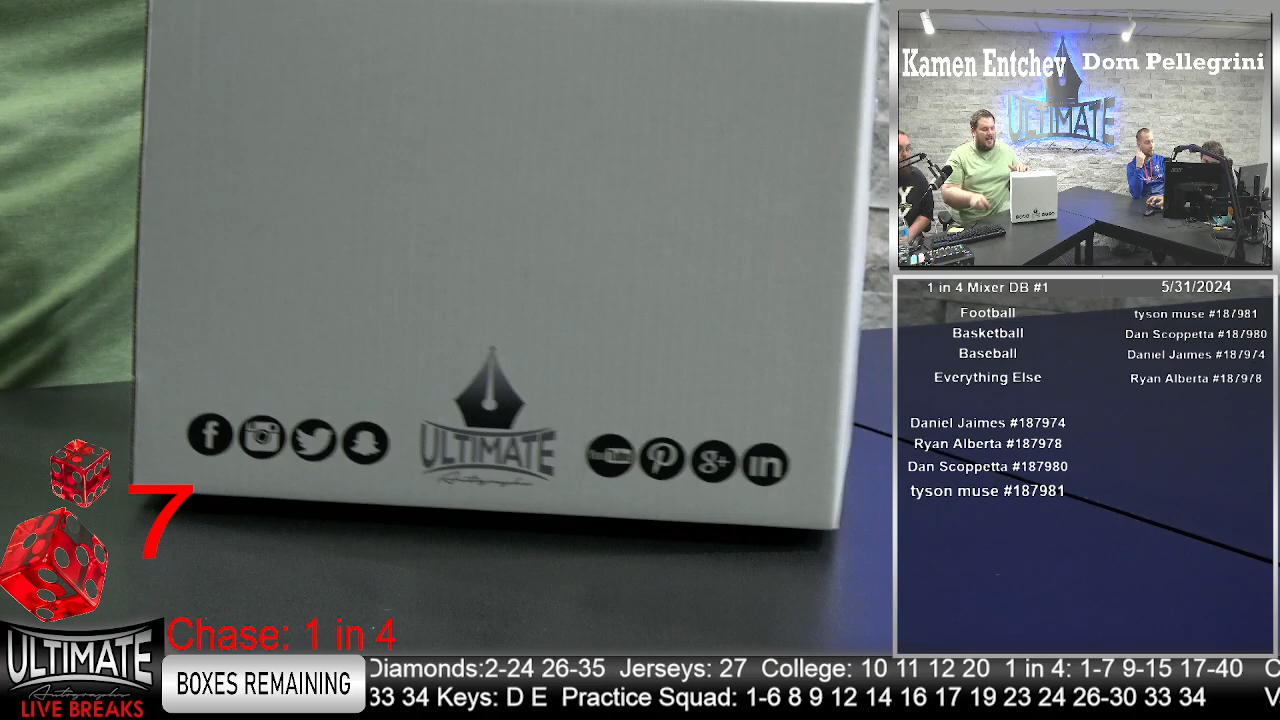 Kamen Entchev
Dom Pellegrini
ULTIMATE
1 in 4 Mixer DB #1 5/31/2024
Football tyson muse #187981
Basketball Dan Scoppetta #187980
Baseball Daniel Jaimes #187974
Everything Else Ryan Alberta #187978
Daniel Jaimes #187974
Ryan Alberta #187978
Dan Scoppetta #187980
tyson muse #187981
ULTIMATE
Autographs
YouTube
g+
in
7
Chase: 1 in 4
ULTIMATE
Autographs
LIVE BREAKS
BOXES REMAINING
Diamonds:2-24 26-35 Jerseys: 27 College: 10 11 12 20 1 in 4: 1-7 9-15 17-40
33 34 Keys: D E Practice Squad: 1-6 8 9 12 14 16 17 19 23 24 26-30 33 34